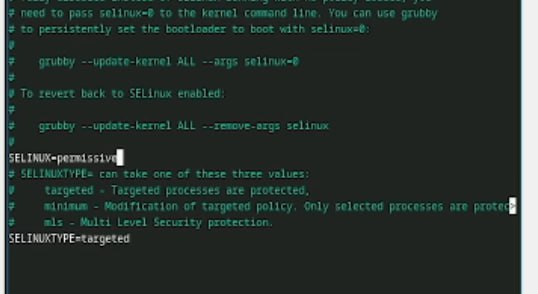 # need to pass selinux=0 to the kernel command line. You can use grubby
# to persistently set the bootloader to boot with selinux=0:
#
#    grubby --update-kernel ALL --args selinux=0
#
# To revert back to SELinux enabled:
#
#    grubby --update-kernel ALL --remove-args selinux
#
SELINUX=permissive
# SELINUXTYPE= can take one of these three values:
#     targeted - Targeted processes are protected,
#     minimum - Modification of targeted policy. Only selected processes are protec>
#     mls - Multi Level Security protection.
SELINUXTYPE=targeted